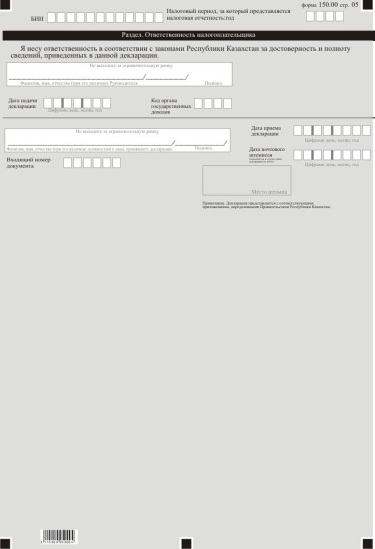 форма 150.00 стр. 05
БИН
Налоговый период, за который представляется
налоговая отчетность:год
Раздел. Ответственность налогоплательщика
Я несу ответственность в соответствии с законами Республики Казахстан за достоверность и полноту
сведений, приведенных в данной декларации.
Не выходить за ограничительную рамку
Фамилия, имя, отчество (при его наличии) Руководителя
Подпись
Дата подачи
декларации
Цифрами день, месяц, год
Код органа
государственных
доходов
Не выходить за ограничительную рамку
Фамилия, имя, отчество (при его наличии) должностного лица, принявшего декларацию
Подпись
Дата приема
декларации
Цифрами день, месяц, год
Входящий номер
документа
Дата почтового
штемпеля
Цифрами день, месяц, год
Место штампа
Примечание. Декларация представляется с соответствующими
приложениями, определяемыми Правительством Республики Казахстан.